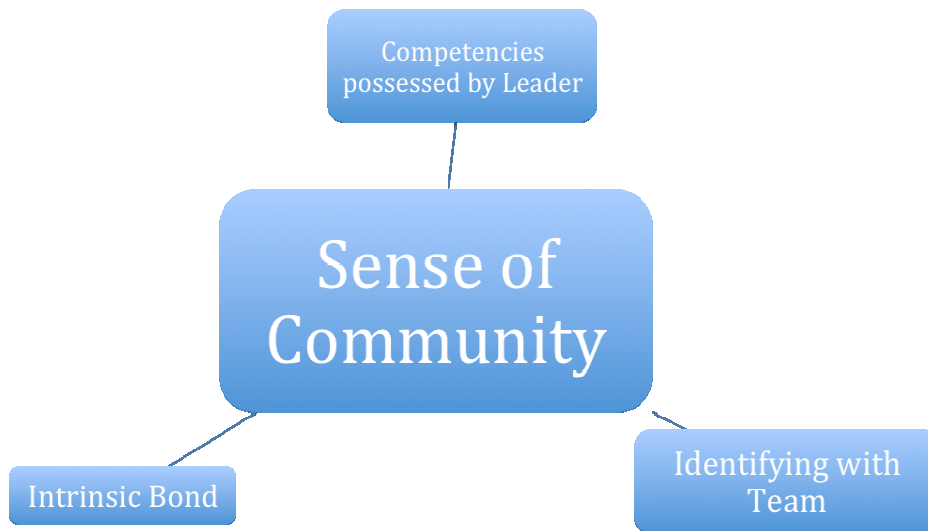 Competencies
possessed by Leader
Sense of
Community
Intrinsic Bond
Identifying with
Team